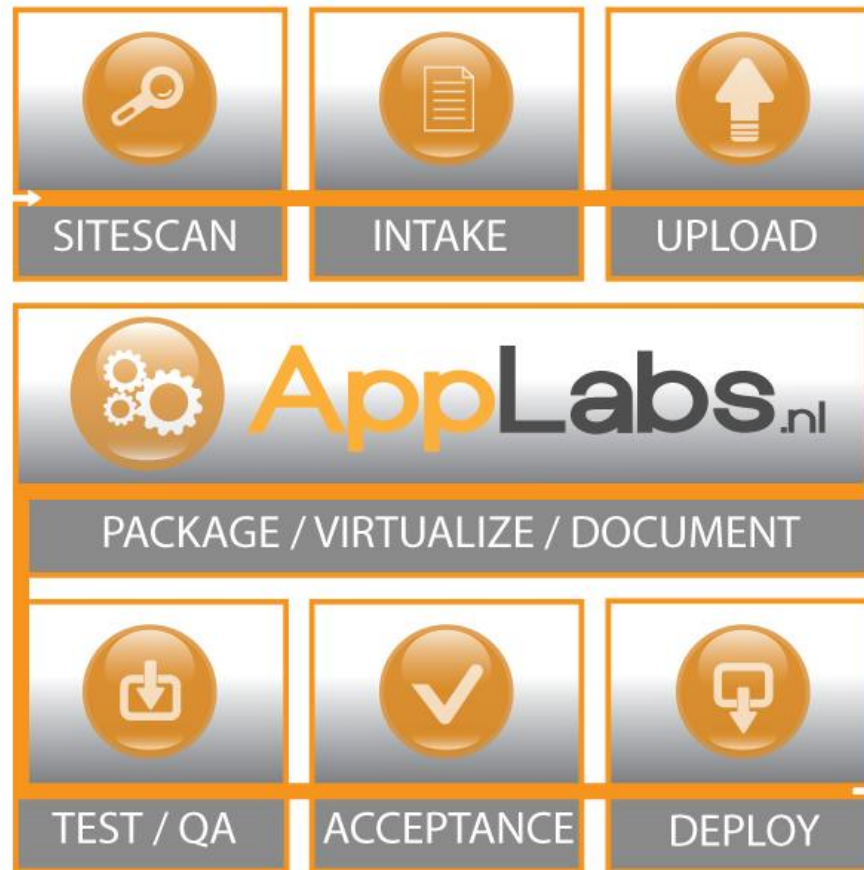 SITESCAN
INTAKE
UPLOAD
AppLabs.nl
PACKAGE / VIRTUALIZE / DOCUMENT
TEST / QA
ACCEPTANCE
DEPLOY